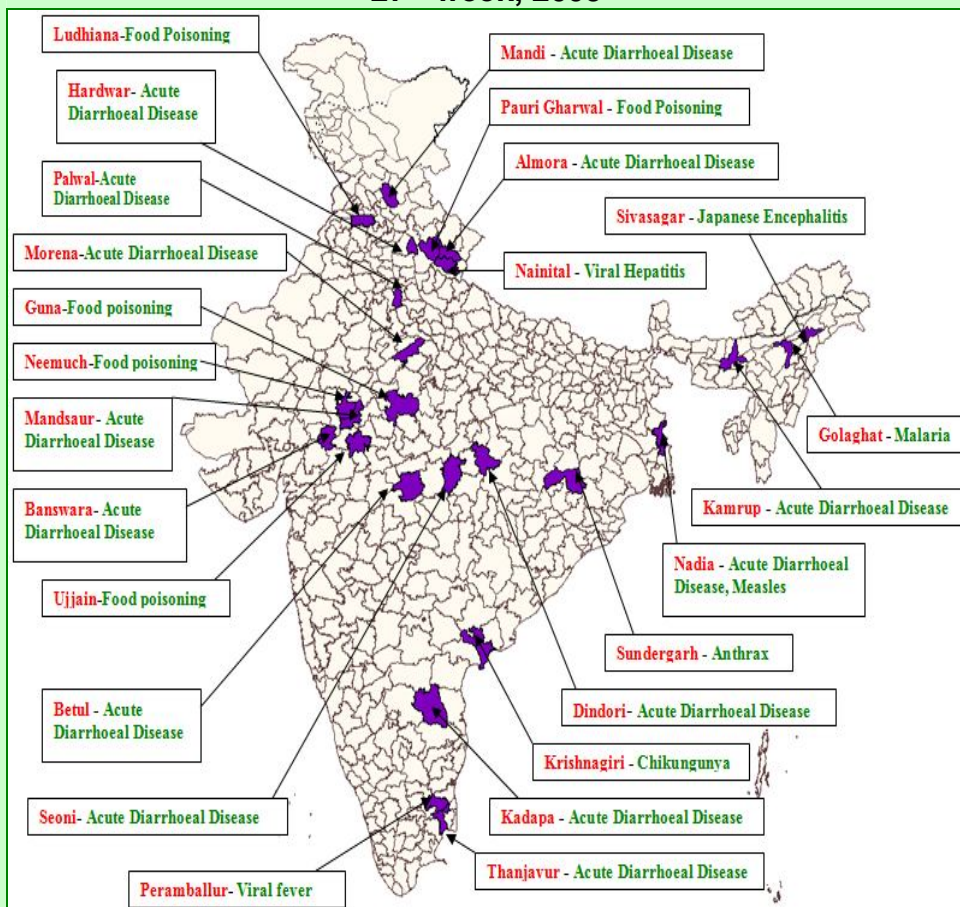 Ludhiana-Food Poisoning
Mandi - Acute Diarrhoeal Disease
Hardwar- Acute
Diarrhoeal Disease
Pauri Gharwal - Food Poisoning
Almora - Acute Diarrhoeal Disease
Palwal-Acute
Diarrhoeal Disease
Sivasagar - Japanese Encephalitis
Morena-Acute Diarrhoeal Disease
Nainital - Viral Hepatitis
Guna-Food poisoning
Neemuch-Food poisoning
Mandsaur- Acute
Diarrhoeal Disease
Golaghat - Malaria
Banswara- Acute
Diarrhoeal Disease
Kamrup - Acute Diarrhoeal Disease
Nadia - Acute Diarrhoeal
Disease, Measles
Ujjain-Food poisoning
Sundergarh - Anthrax
Betul - Acute
Diarrhoeal Disease
Dindori- Acute Diarrhoeal Disease
Krishnagiri - Chikungunya
Seoni- Acute Diarrhoeal Disease
Kadapa - Acute Diarrhoeal Disease
Thanjavur - Acute Diarrhoeal Disease
Peramballur- Viral fever